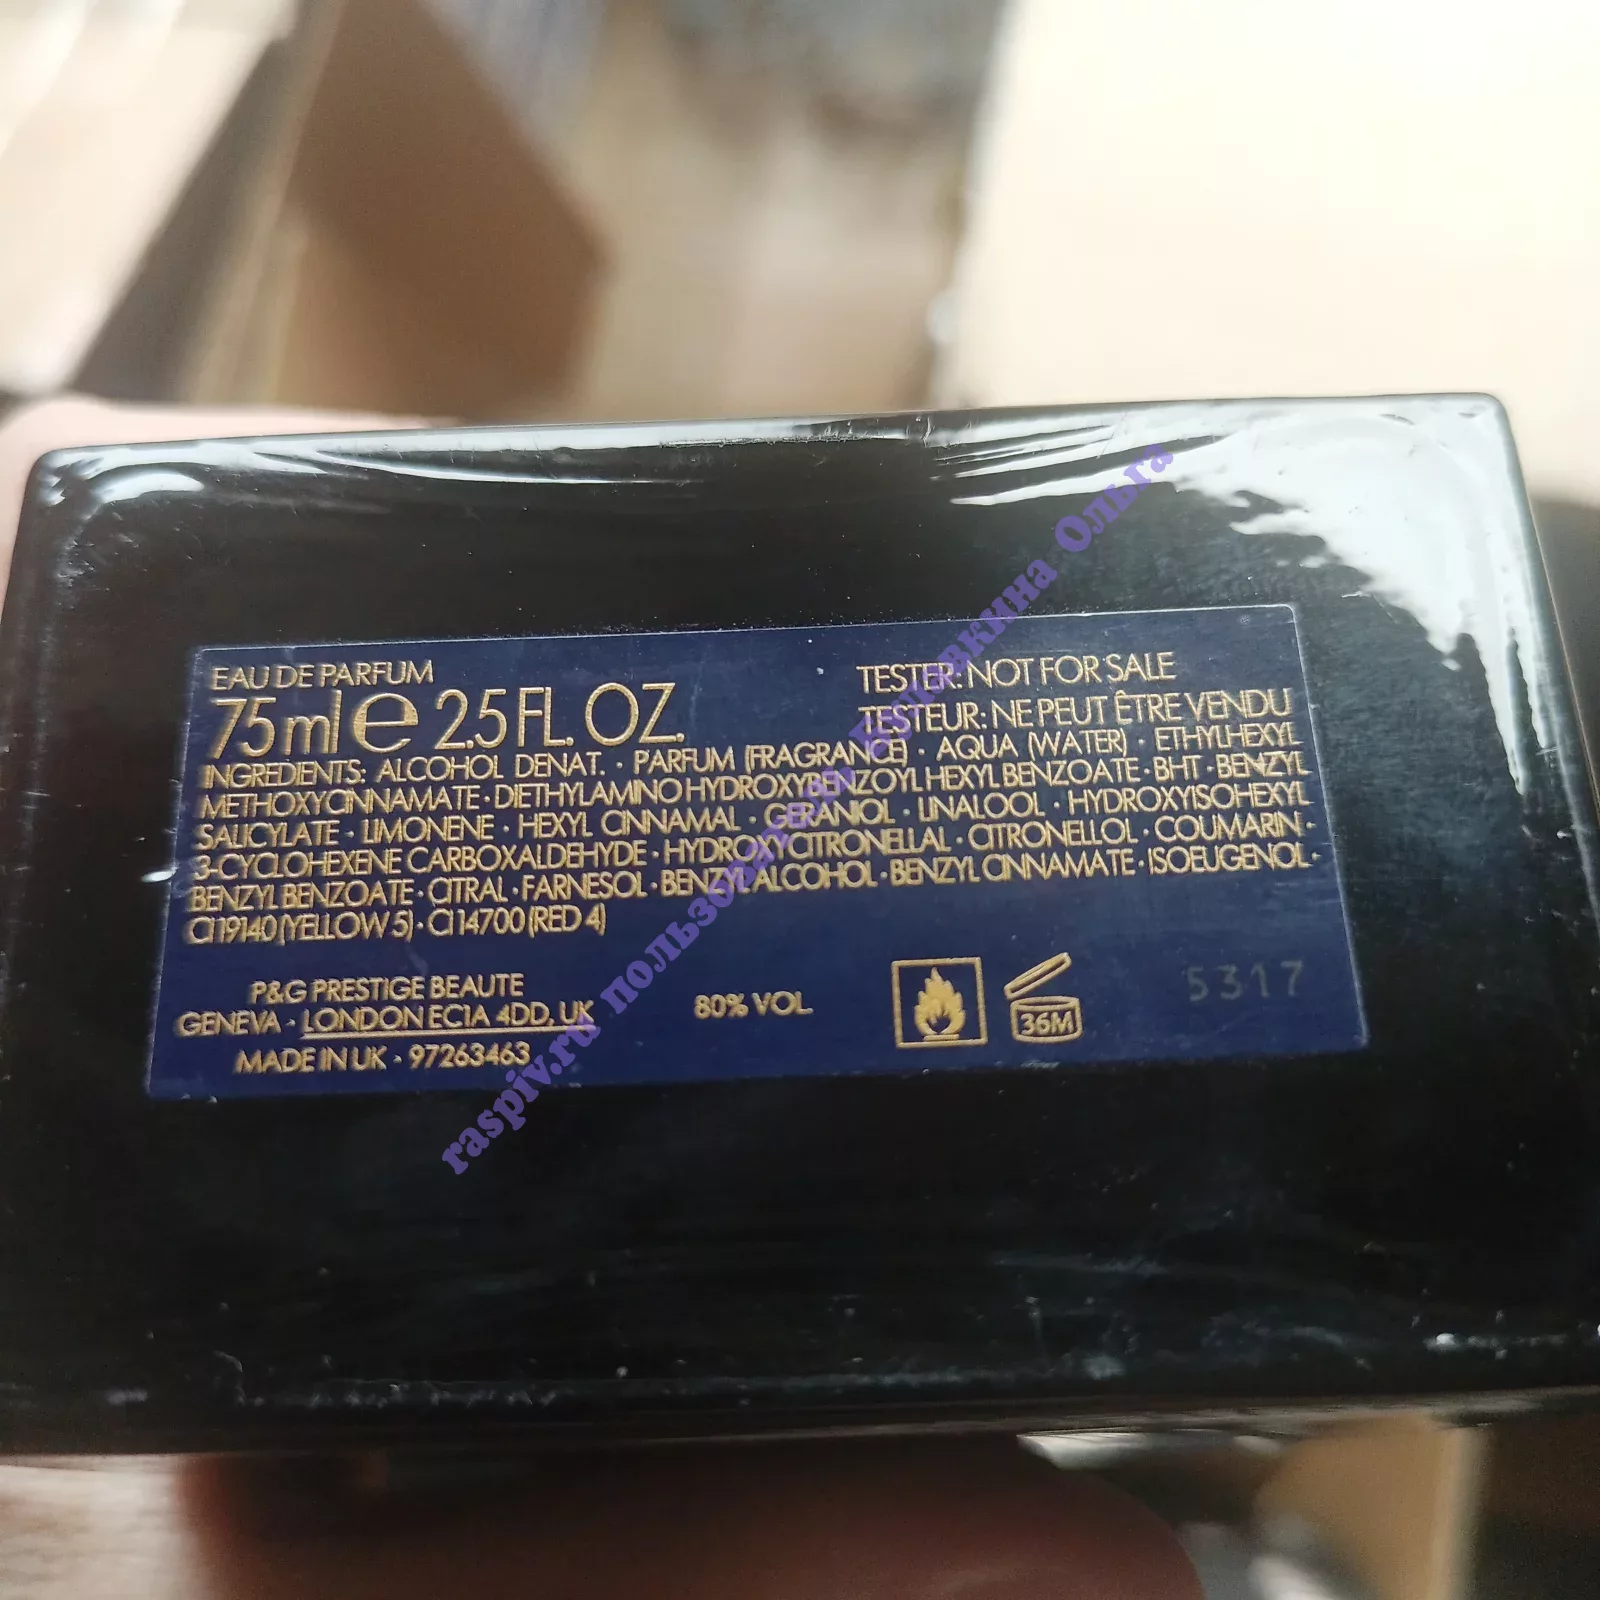 EAU DE PARFUM
75ml e 2.5 FL. OZ.
TESTER: NOT FOR SALE
TESTEUR: NE PEUT ÊTRE VENDU
INGREDIENTS: ALCOHOL DENAT. · PARFUM (FRAGRANCE) · AQUA (WATER) · ETHYLHEXYL
METHOXYCINNAMATE · DIETHYLAMINO HYDROXYBENZOYL HEXYL BENZOATE · BHT · BENZYL
SALICYLATE · LIMONENE · HEXYL CINNAMAL · GERANIOL · LINALOOL · HYDROXYISOHEXYL
3-CYCLOHEXENE CARBOXALDEHYDE · HYDROXYCITRONELLAL · CITRONELLOL · COUMARIN ·
BENZYL BENZOATE · CITRAL · FARNESOL · BENZYL ALCOHOL · BENZYL CINNAMATE · ISOEUGENOL ·
CI 19140 (YELLOW 5) · CI 14700 (RED 4)
P&G PRESTIGE BEAUTE
GENEVA - LONDON EC1A 4DD, UK
MADE IN UK - 97263463
80% VOL
36M
5317
raspiv.ru пользователь Ольга